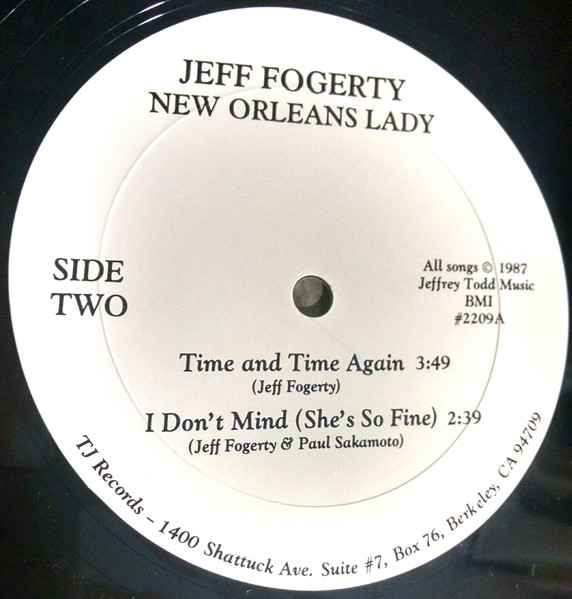 JEFF FOGERTY
NEW ORLEANS LADY
SIDE
TWO
All songs © 1987
Jeffrey Todd Music
BMI
#2209A
Time and Time Again 3:49
(Jeff Fogerty)
I Don't Mind (She's So Fine) 2:39
(Jeff Fogerty & Paul Sakamoto)
TJ Records – 1400 Shattuck Ave. Suite #7, Box 76, Berkeley, CA 94709